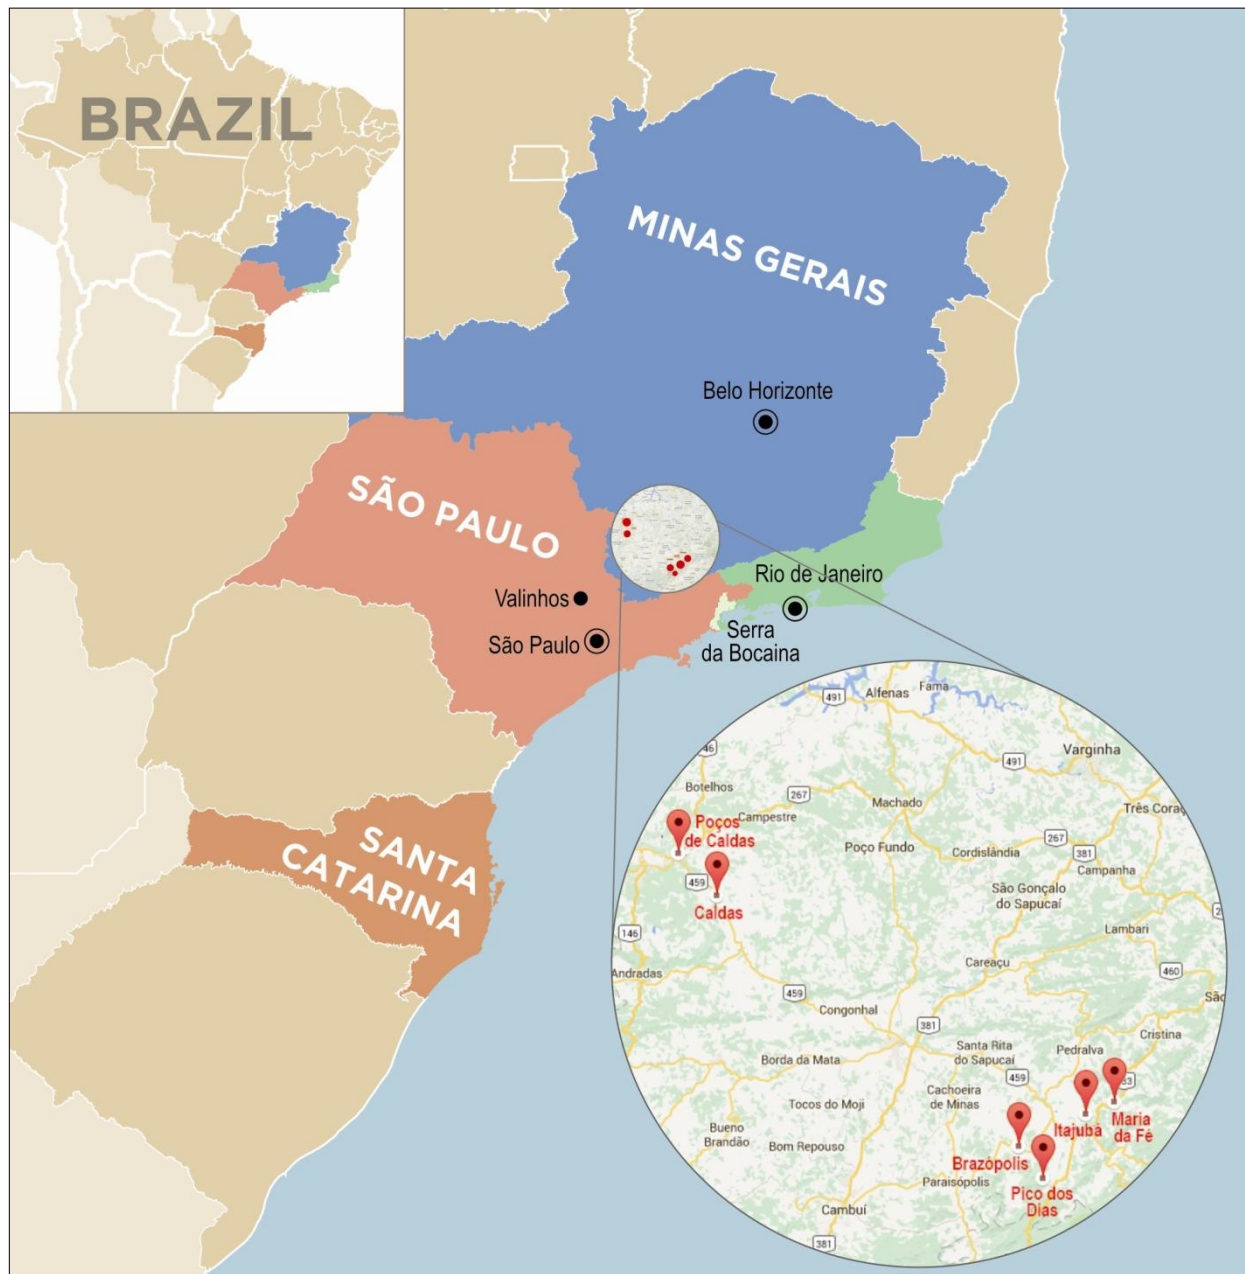 BRAZIL
MINAS GERAIS
Belo Horizonte
SÃO PAULO
Valinhos
São Paulo
Rio de Janeiro
Serra
da Bocaina
SANTA
CATARINA
491
Alfenas
Fama
Varginha
46
491
Botelhos
267
Campestre
Machado
Três Coraç
Poços
de Caldas
Poço Fundo
Cordislândia
267
381
Campanha
459
Caldas
São Gonçalo
do Sapucaí
146
Lambari
2
Andradas
Careaçu
460
459
São
Congonhal
381
Cristina
Borda da Mata
Santa Rita
do Sapucaí
Pedralva
459
Cachoeira
de Minas
33
Tocos do Moji
Itajubá
Maria
da Fé
Bueno
Brandão
Bom Repouso
Brazópolis
Paraisópolis
Pico dos
Dias
Cambuí
381